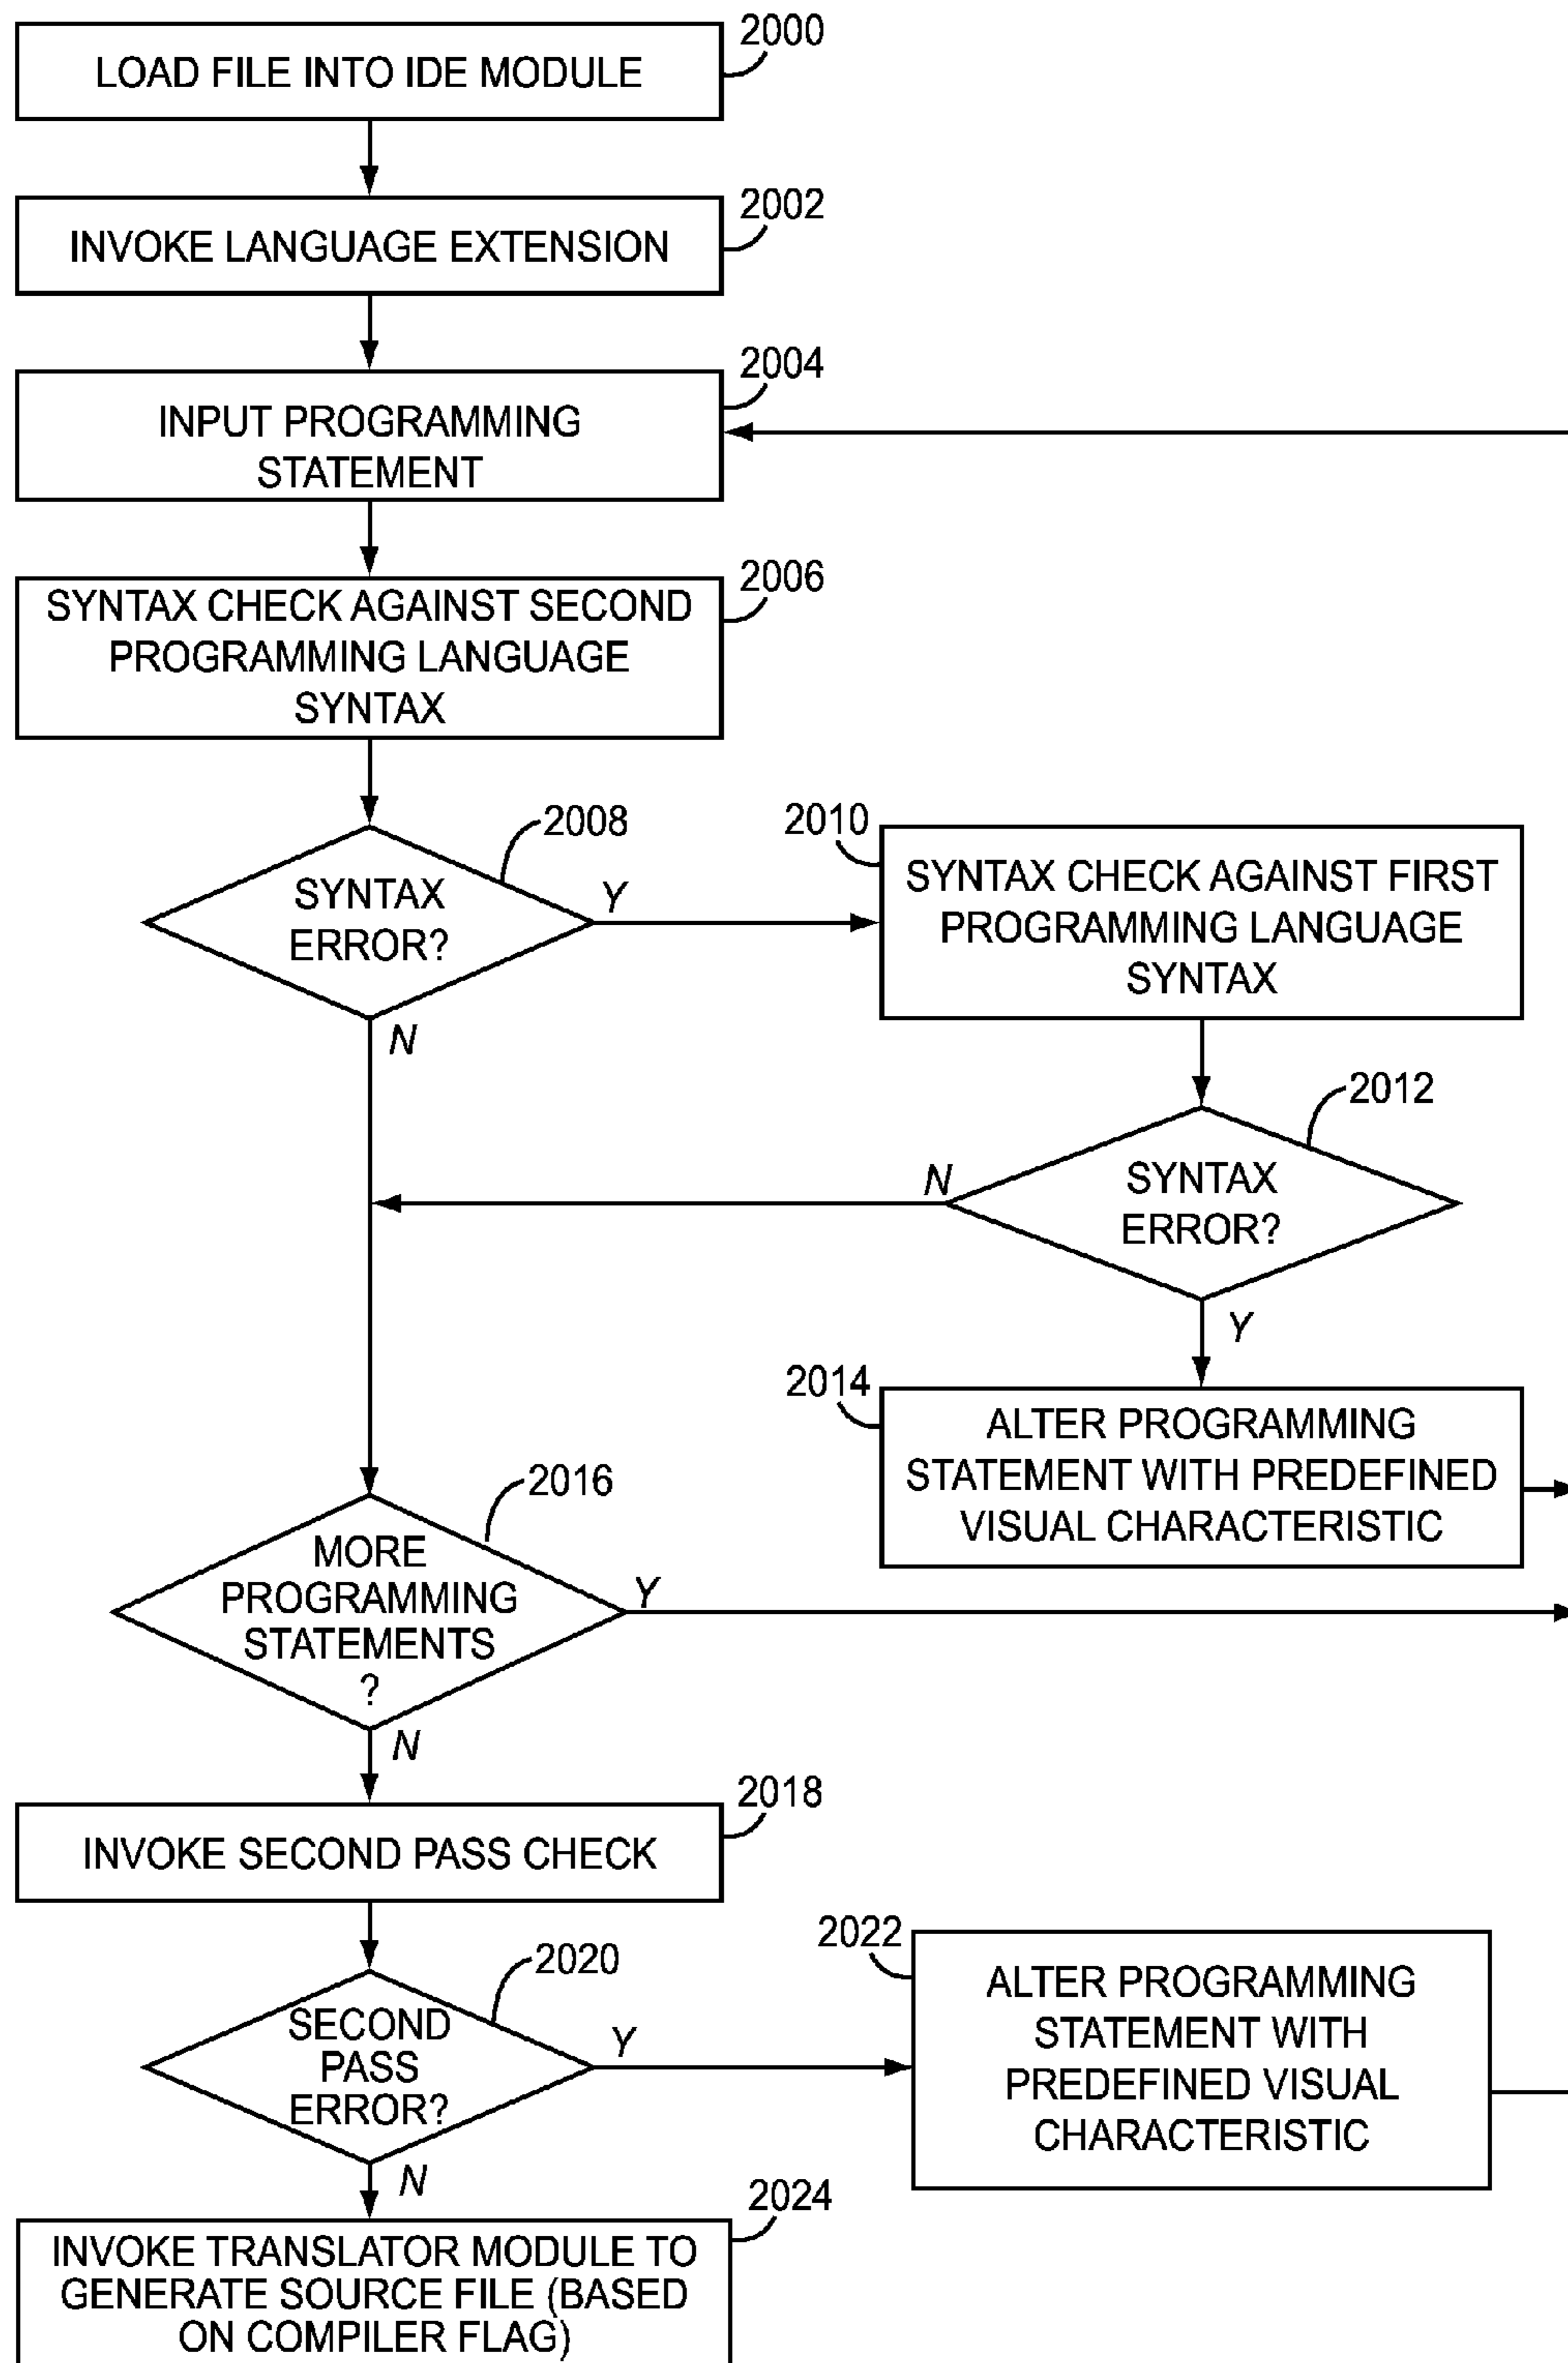 2000
LOAD FILE INTO IDE MODULE
2002
INVOKE LANGUAGE EXTENSION
2004
INPUT PROGRAMMING
STATEMENT
2006
SYNTAX CHECK AGAINST SECOND
PROGRAMMING LANGUAGE
SYNTAX
2008
SYNTAX
ERROR?
Y
N
2010
SYNTAX CHECK AGAINST FIRST
PROGRAMMING LANGUAGE
SYNTAX
2012
SYNTAX
ERROR?
N
Y
2014
ALTER PROGRAMMING
STATEMENT WITH PREDEFINED
VISUAL CHARACTERISTIC
2016
MORE
PROGRAMMING
STATEMENTS
?
Y
N
2018
INVOKE SECOND PASS CHECK
2020
SECOND
PASS
ERROR?
Y
N
2022
ALTER PROGRAMMING
STATEMENT WITH
PREDEFINED VISUAL
CHARACTERISTIC
2024
INVOKE TRANSLATOR MODULE TO
GENERATE SOURCE FILE (BASED
ON COMPILER FLAG)